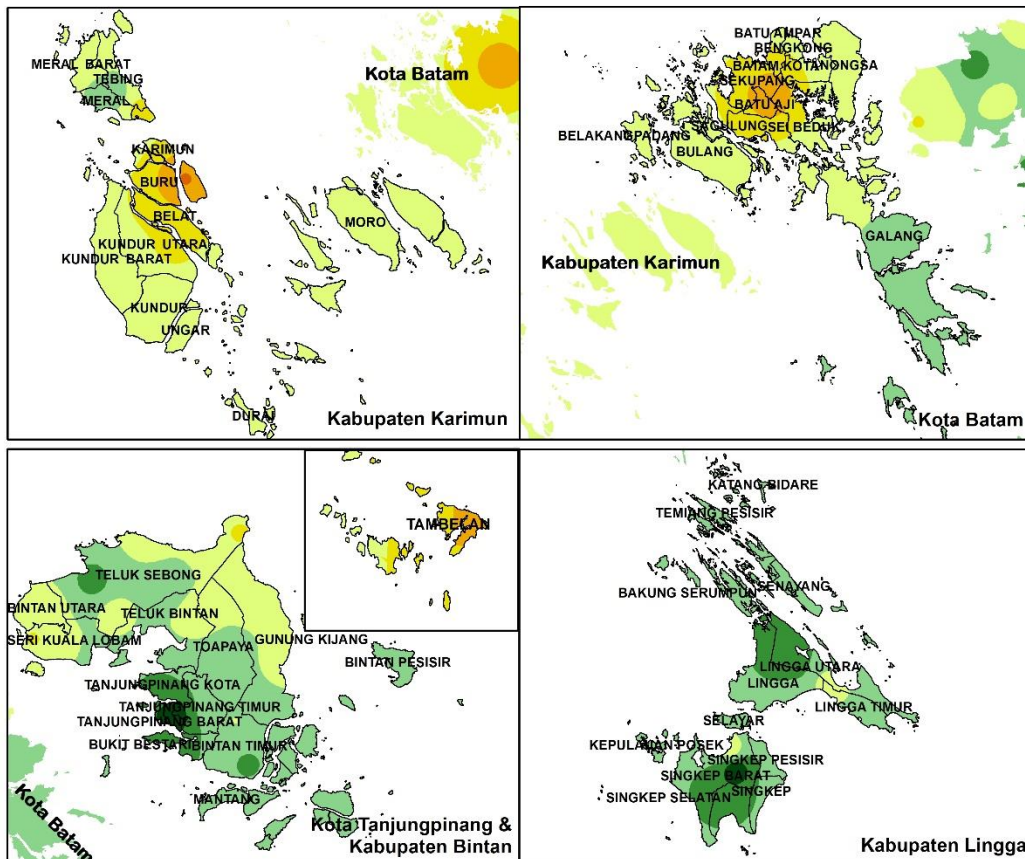 MERAL BARAT
TEBING
MERAL
KARIMUN
BURU
BELAT
KUNDUR UTARA
KUNDUR BARAT
KUNDUR
UNGAR
MORO
DURAI
Kota Batam
Kabupaten Karimun
BATU AMPAR
BENGKONG
BATAM KOTA
NONGSA
SEKUPANG
BATU AJI
SAGULUNG
SEI BEDUK
BELAKANGPADANG
BULANG
GALANG
Kabupaten Karimun
Kota Batam
TAMBELAN
TELUK SEBONG
BINTAN UTARA
TELUK BINTAN
SERI KUALA LOBAM
TOAPAYA
GUNUNG KIJANG
BINTAN PESISIR
TANJUNGPINANG KOTA
TANJUNGPINANG TIMUR
TANJUNGPINANG BARAT
BUKIT BESTARI
BINTAN TIMUR
MANTANG
Kota Batam
Kota Tanjungpinang &
Kabupaten Bintan
KATANG BIDARE
TEMIANG PESISIR
SENAYANG
BAKUNG SERUMPUN
LINGGA UTARA
LINGGA
LINGGA TIMUR
SELAYAR
KEPULAUAN POSEK
SINGKEP PESISIR
SINGKEP BARAT
SINGKEP
SINGKEP SELATAN
Kabupaten Lingga